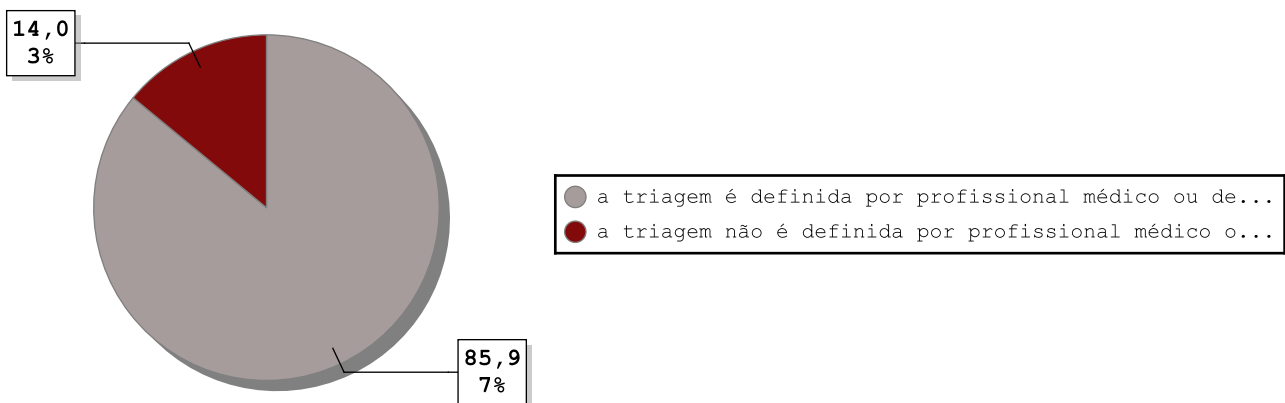 14,0
3%
a triagem é definida por profissional médico ou de...
a triagem não é definida por profissional médico o...
85,9
7%